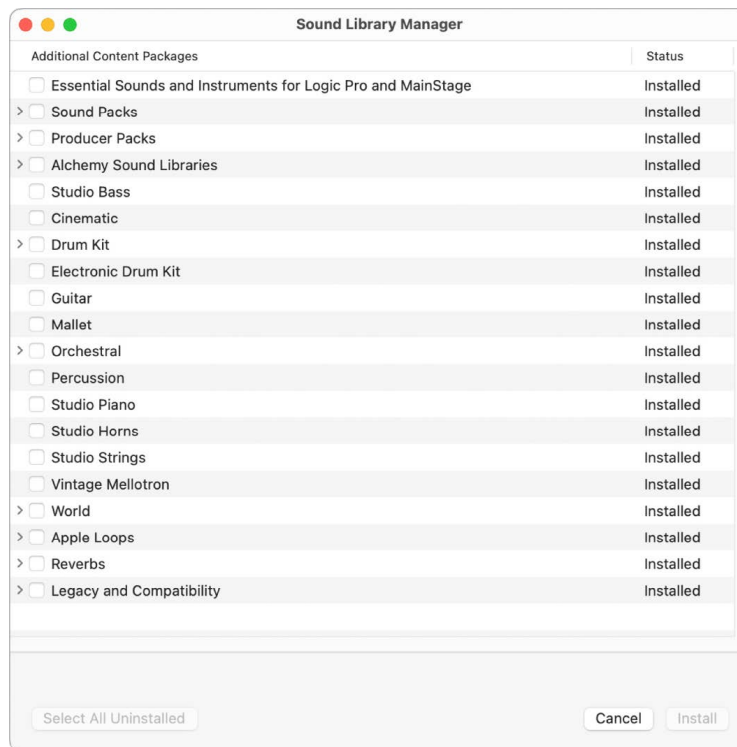 Sound Library Manager
Additional Content Packages Status
Essential Sounds and Instruments for Logic Pro and MainStage Installed
Sound Packs Installed
Producer Packs Installed
Alchemy Sound Libraries Installed
Studio Bass Installed
Cinematic Installed
Drum Kit Installed
Electronic Drum Kit Installed
Guitar Installed
Mallet Installed
Orchestral Installed
Percussion Installed
Studio Piano Installed
Studio Horns Installed
Studio Strings Installed
Vintage Mellotron Installed
World Installed
Apple Loops Installed
Reverbs Installed
Legacy and Compatibility Installed
Select All Uninstalled Cancel Install